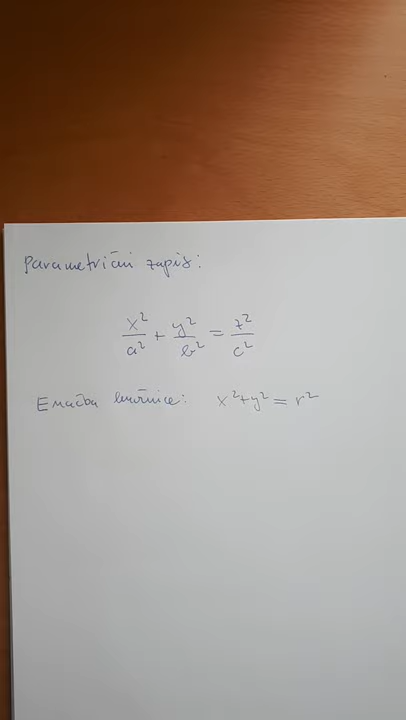 Parametrični zapis:
x²/a² + y²/b² = z²/c²
Enačba krožnice: x² + y² = r²